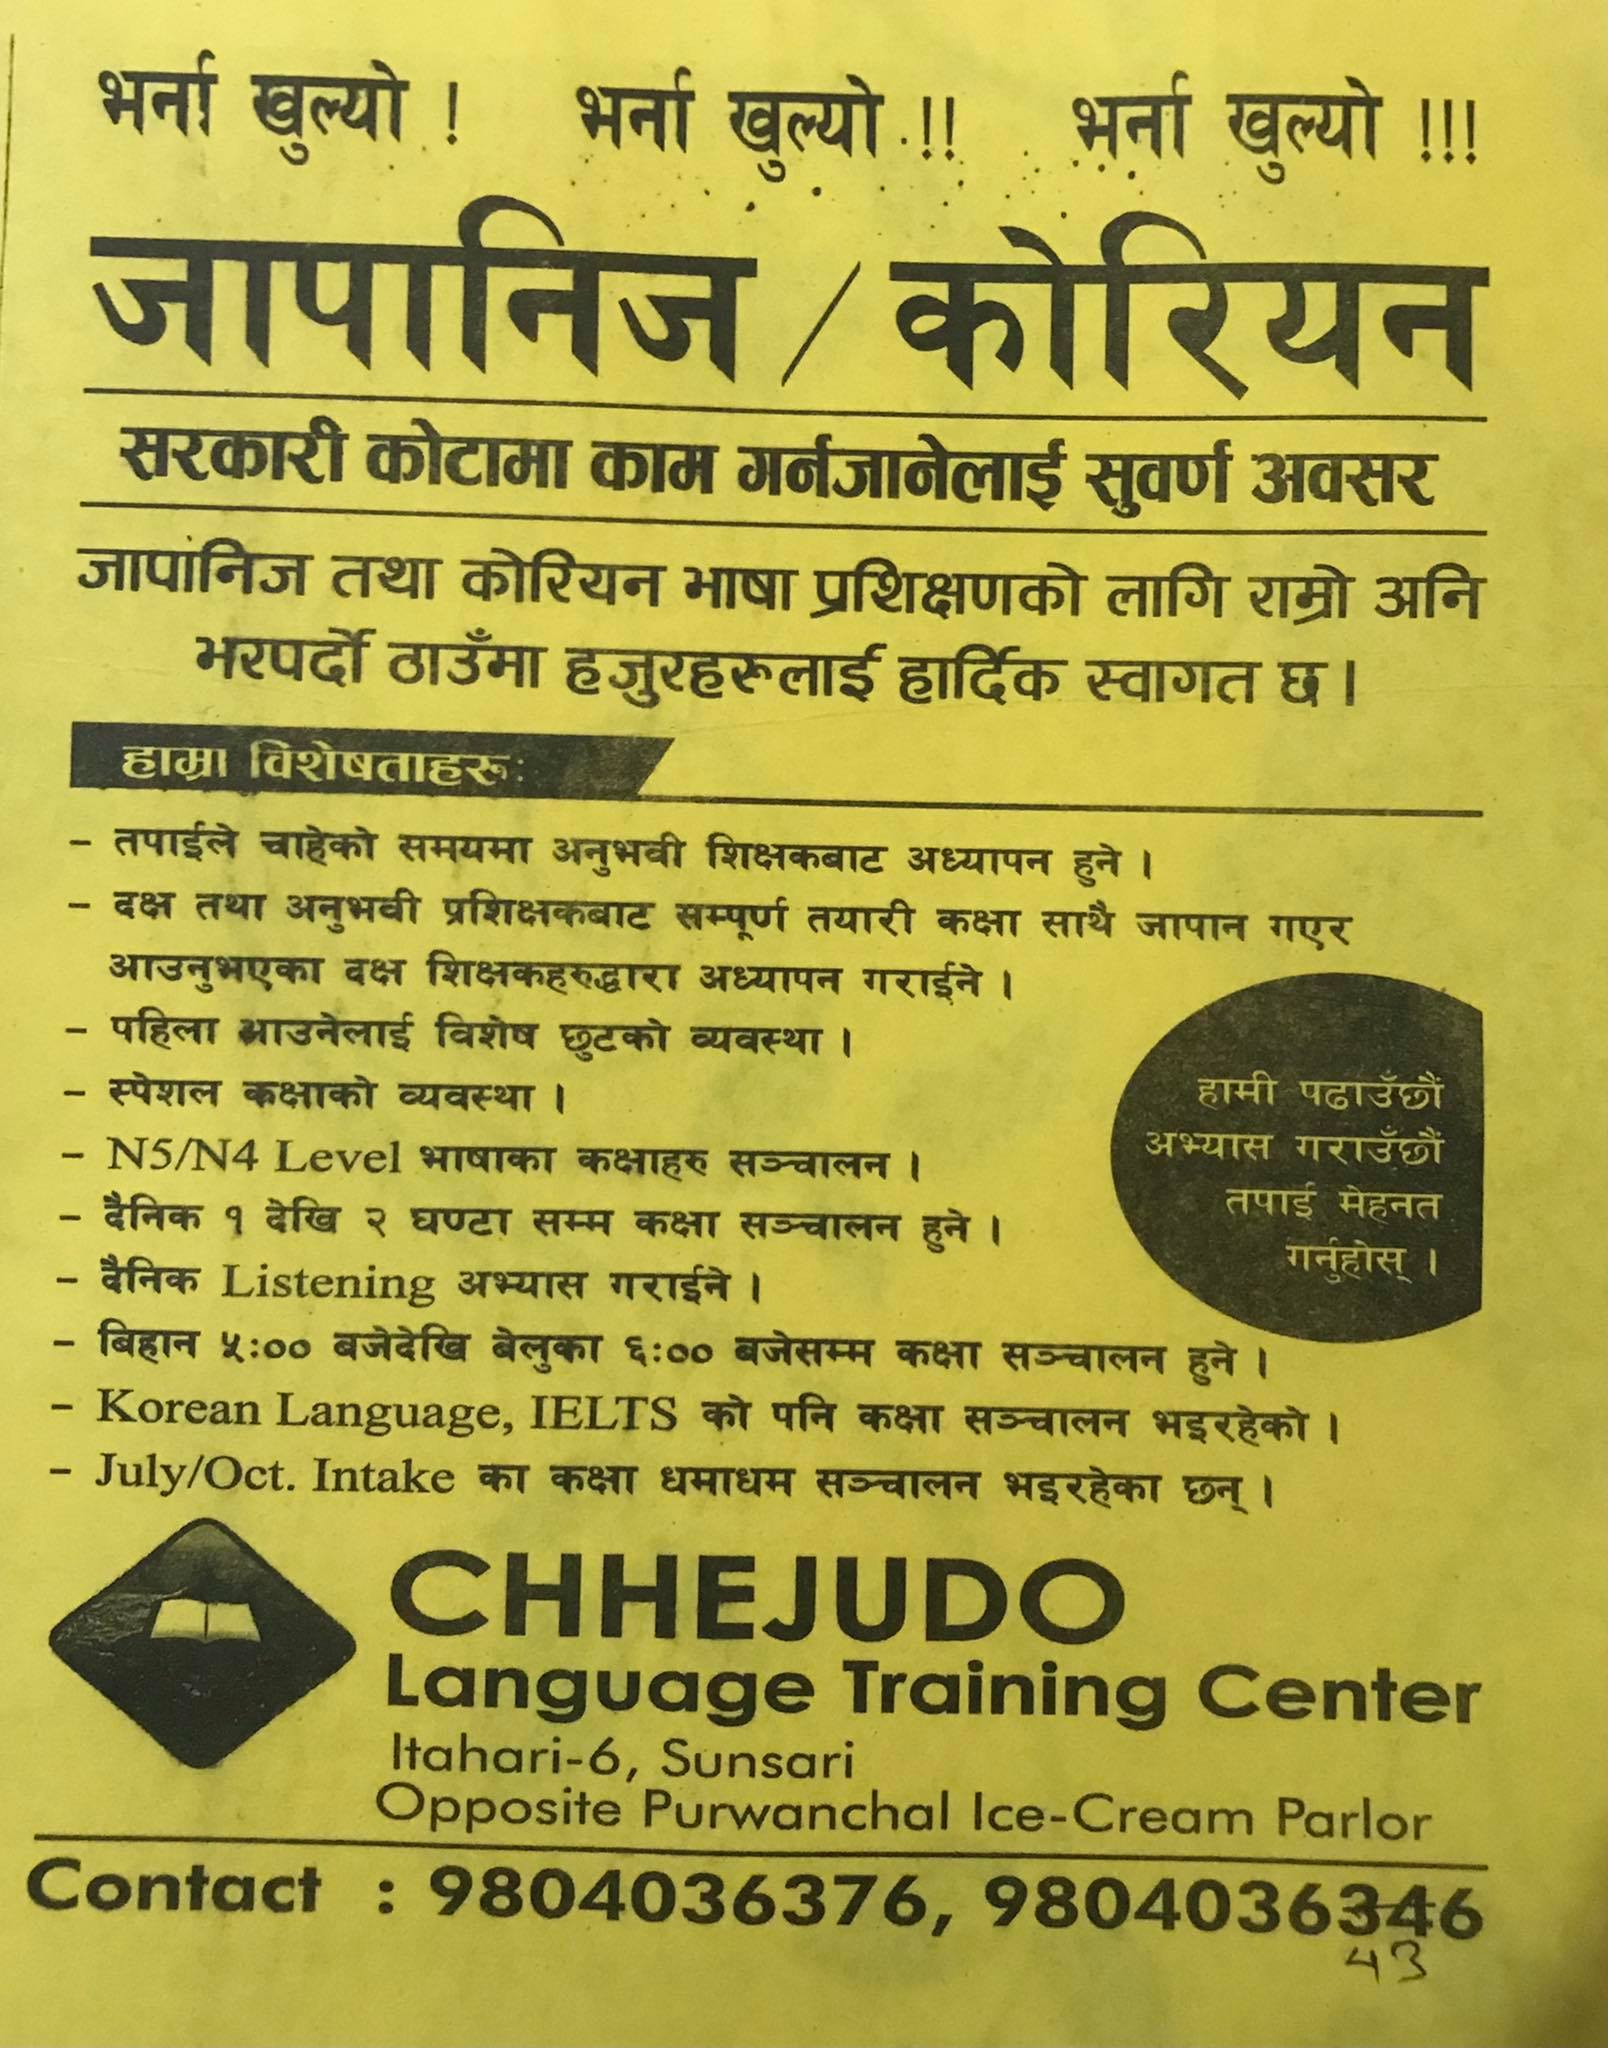 भर्ना खुल्यो ! भर्ना खुल्यो !! भर्ना खुल्यो !!!
जापानिज / कोरियन
सरकारी कोटामा काम गर्नजानेलाई सुवर्ण अवसर
जापानिज तथा कोरियन भाषा प्रशिक्षणको लागि राम्रो अनि
भरपर्दो ठाउँमा हजुरहरूलाई हार्दिक स्वागत छ ।
हाम्रा विशेषताहरू:
– तपाईले चाहेको समयमा अनुभवी शिक्षकबाट अध्यापन हुने ।
– दक्ष तथा अनुभवी प्रशिक्षकबाट सम्पूर्ण तयारी कक्षा साथै जापान गएर
आउनुभएका दक्ष शिक्षकहरुद्धारा अध्यापन गराईने ।
– पहिला आउनेलाई विशेष छुटको व्यवस्था ।
– स्पेशल कक्षाको व्यवस्था ।
– N5/N4 Level भाषाका कक्षाहरु सञ्चालन ।
– दैनिक १ देखि २ घण्टा सम्म कक्षा सञ्चालन हुने ।
– दैनिक Listening अभ्यास गराईने ।
– बिहान ५:०० बजेदेखि बेलुका ६:०० बजेसम्म कक्षा सञ्चालन हुने ।
– Korean Language, IELTS को पनि कक्षा सञ्चालन भइरहेको ।
– July/Oct. Intake का कक्षा धमाधम सञ्चालन भइरहेका छन् ।
हामी पढाउँछौं
अभ्यास गराउँछौं
तपाई मेहनत
गर्नुहोस् ।
CHHEJUDO
Language Training Center
Itahari-6, Sunsari
Opposite Purwanchal Ice-Cream Parlor
Contact : 9804036376, 9804036346
43